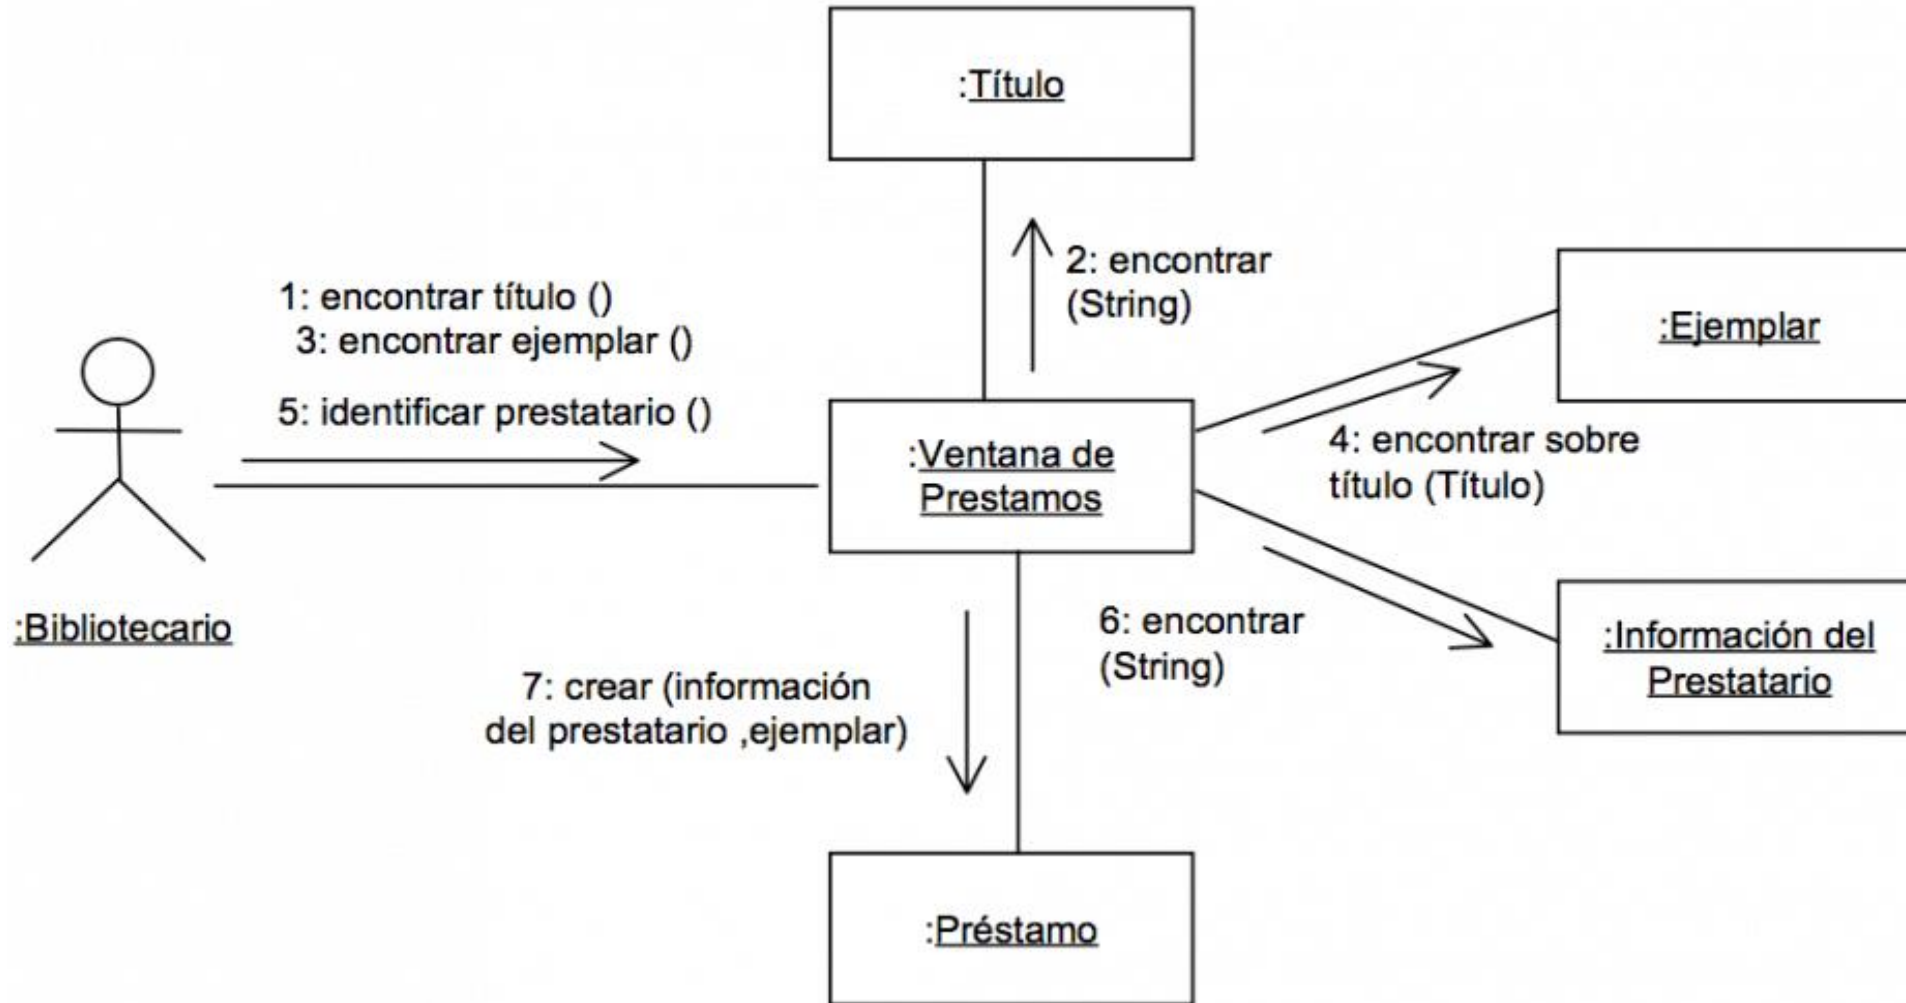 :Título
2: encontrar
(String)
1: encontrar título ()
3: encontrar ejemplar ()
5: identificar prestatario ()
:Ejemplar
4: encontrar sobre
título (Título)
:Ventana de
Prestamos
:Bibliotecario
6: encontrar
(String)
:Información del
Prestatario
7: crear (información
del prestatario ,ejemplar)
:Préstamo